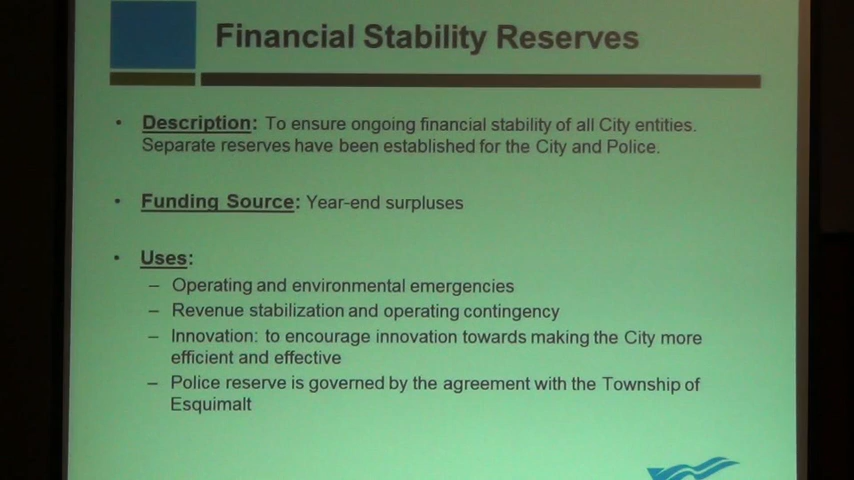 Financial Stability Reserves
• Description: To ensure ongoing financial stability of all City entities.
Separate reserves have been established for the City and Police.
• Funding Source: Year-end surpluses
• Uses:
– Operating and environmental emergencies
– Revenue stabilization and operating contingency
– Innovation: to encourage innovation towards making the City more
efficient and effective
– Police reserve is governed by the agreement with the Township of
Esquimalt